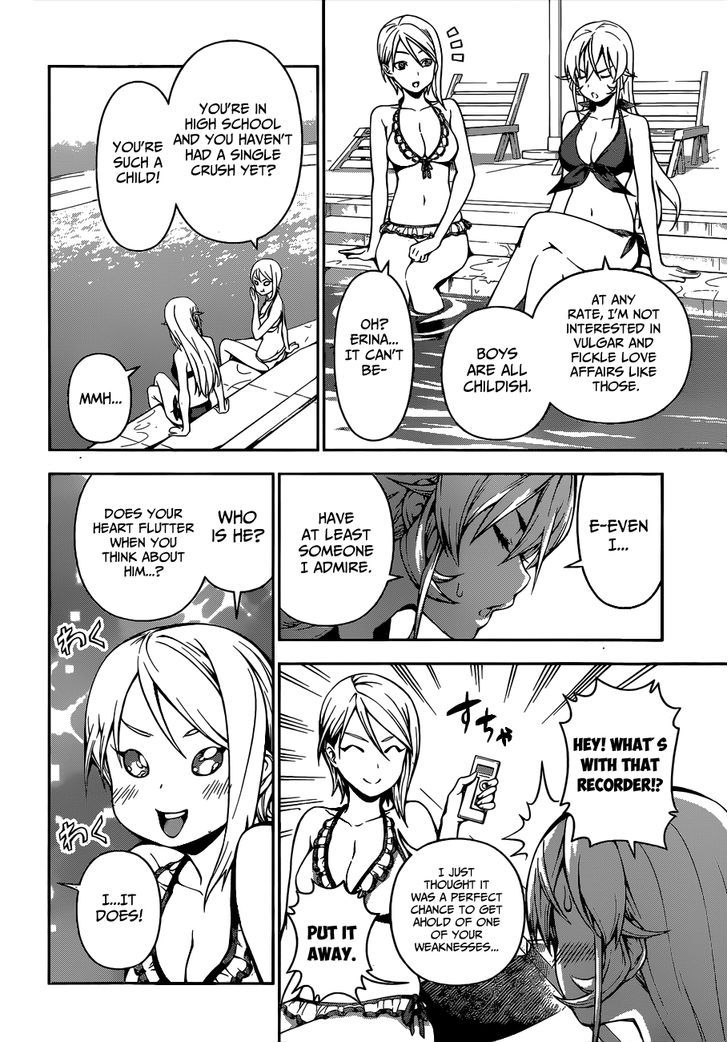 AT ANY
RATE, I'M NOT
INTERESTED IN
VULGAR AND
FICKLE LOVE
AFFAIRS LIKE
THOSE.
BOYS
ARE ALL
CHILDISH.
OH?
ERINA...
IT CAN'T
BE-
YOU'RE IN
HIGH SCHOOL
AND YOU HAVEN'T
HAD A SINGLE
CRUSH YET?
YOU'RE
SUCH A
CHILD!
MMH...
E-EVEN
I...
HAVE
AT LEAST
SOMEONE
I ADMIRE.
WHO
IS HE?
DOES YOUR
HEART FLUTTER
WHEN YOU
THINK ABOUT
HIM...?
わく
わく
I...IT
DOES!
すちゃ
HEY! WHAT'S
WITH THAT
RECORDER!?
I JUST
THOUGHT IT
WAS A PERFECT
CHANCE TO GET
AHOLD OF ONE
OF YOUR
WEAKNESSES...
PUT IT
AWAY.